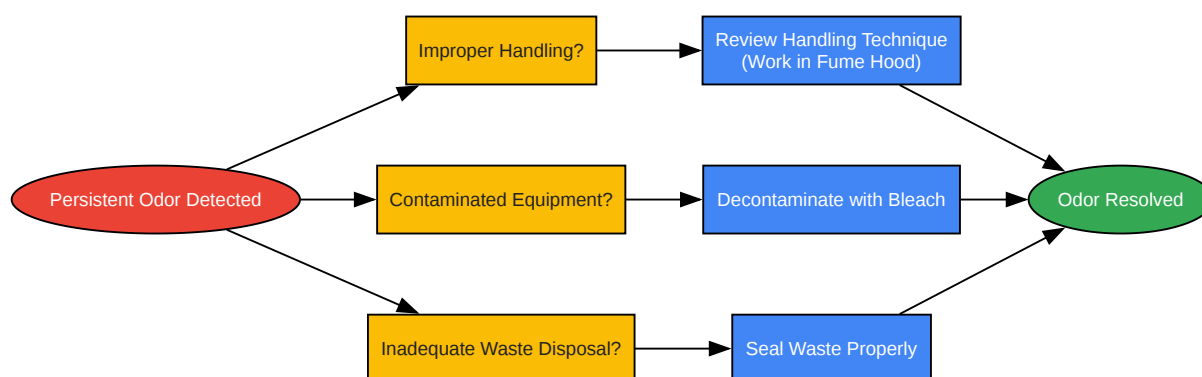 Persistent Odor Detected
Improper Handling?
Review Handling Technique
(Work in Fume Hood)
Contaminated Equipment?
Decontaminate with Bleach
Inadequate Waste Disposal?
Seal Waste Properly
Odor Resolved